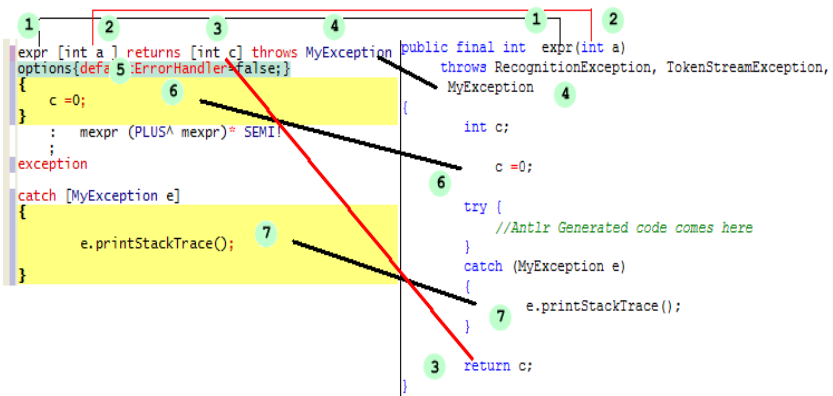 1 2 3 4 1 2
expr [int a ] returns [int c] throws MyException
options{defa 5 ErrorHandler=false;}
{
6
c =0;
}
: mexpr (PLUS^ mexpr)* SEMI!
;
exception
catch [MyException e]
{
7
e.printStackTrace();
}
public final int expr(int a)
throws RecognitionException, TokenStreamException,
MyException
4
{
int c;
c =0;
6
try {
//Antlr Generated code comes here
}
catch (MyException e)
{
e.printStackTrace();
7
}
3 return c;
}